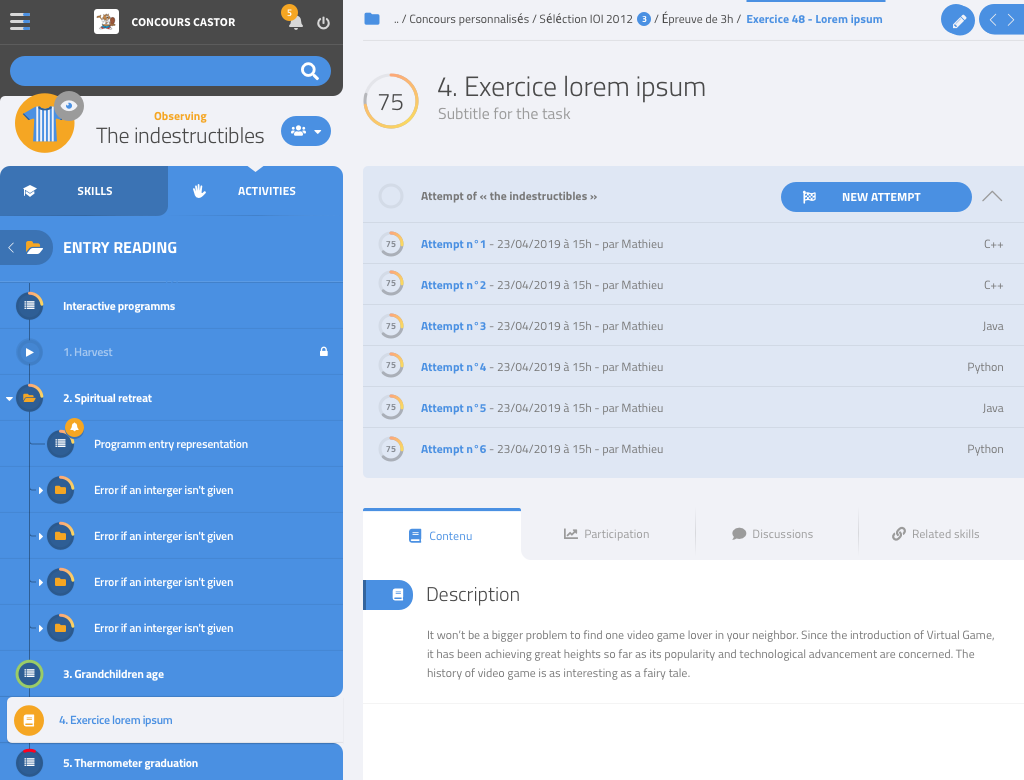 CONCOURS CASTOR
5
Observing
The indestructibles
SKILLS
ACTIVITIES
ENTRY READING
Interactive programms
1. Harvest
2. Spiritual retreat
Programm entry representation
Error if an interger isn't given
Error if an interger isn't given
Error if an interger isn't given
Error if an interger isn't given
3. Grandchildren age
4. Exercice lorem ipsum
5. Thermometer graduation
.. / Concours personnalisés / Séléction IOI 2012 3 / Épreuve de 3h / Exercice 48 - Lorem ipsum
75
4. Exercice lorem ipsum
Subtitle for the task
Attempt of « the indestructibles »
NEW ATTEMPT
75 Attempt n°1 - 23/04/2019 à 15h - par Mathieu C++
75 Attempt n°2 - 23/04/2019 à 15h - par Mathieu C++
75 Attempt n°3 - 23/04/2019 à 15h - par Mathieu Java
75 Attempt n°4 - 23/04/2019 à 15h - par Mathieu Python
75 Attempt n°5 - 23/04/2019 à 15h - par Mathieu Java
75 Attempt n°6 - 23/04/2019 à 15h - par Mathieu Python
Contenu
Participation
Discussions
Related skills
Description
It won't be a bigger problem to find one video game lover in your neighbor. Since the introduction of Virtual Game,
it has been achieving great heights so far as its popularity and technological advancement are concerned. The
history of video game is as interesting as a fairy tale.